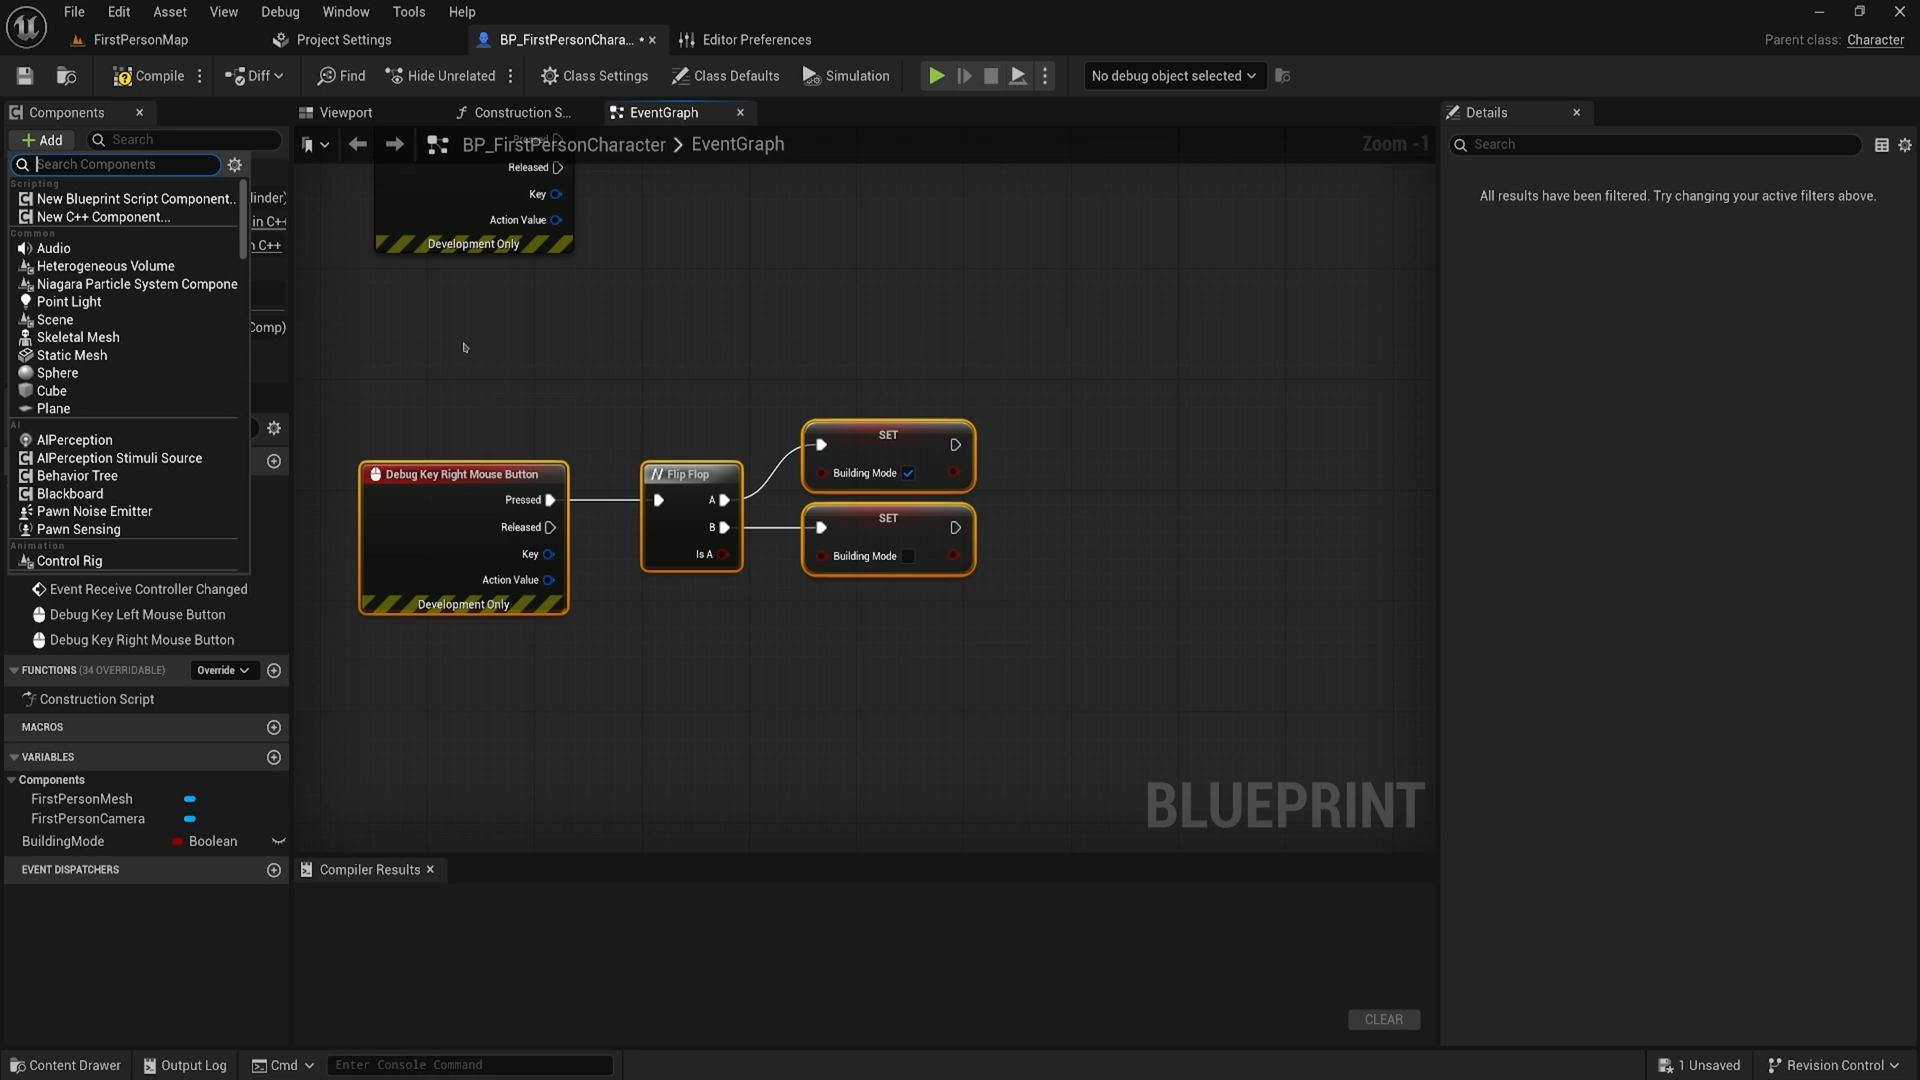 File Edit Asset View Debug Window Tools Help
FirstPersonMap Project Settings BP_FirstPersonChara... • Editor Preferences Parent class: Character
Compile Diff Find Hide Unrelated Class Settings Class Defaults Simulation No debug object selected
Components Viewport Construction S... EventGraph Details
Add Search BP_FirstPersonCharacter > EventGraph Zoom -1 Search
Pressed
Search Components
Released
Scripting
New Blueprint Script Component.. linder)
Key
All results have been filtered. Try changing your active filters above.
New C++ Component... in C++
Action Value
Common
Audio n C++
Development Only
Heterogeneous Volume
Niagara Particle System Compone
Point Light
Scene
Comp)
Skeletal Mesh
Static Mesh
Sphere
Cube
Plane
AI
AIPerception
AIPerception Stimuli Source
Behavior Tree
Blackboard
Pawn Noise Emitter
Pawn Sensing
Animation
Control Rig
Event Receive Controller Changed
Debug Key Left Mouse Button
Debug Key Right Mouse Button
FUNCTIONS (34 OVERRIDABLE) Override
Construction Script
MACROS
VARIABLES
Components
FirstPersonMesh
FirstPersonCamera
BuildingMode Boolean
EVENT DISPATCHERS
Debug Key Right Mouse Button
Pressed
Released
Key
Action Value
Development Only
Flip Flop
A
B
Is A
SET
Building Mode
SET
Building Mode
BLUEPRINT
Compiler Results
CLEAR
Content Drawer Output Log Cmd Enter Console Command 1 Unsaved Revision Control